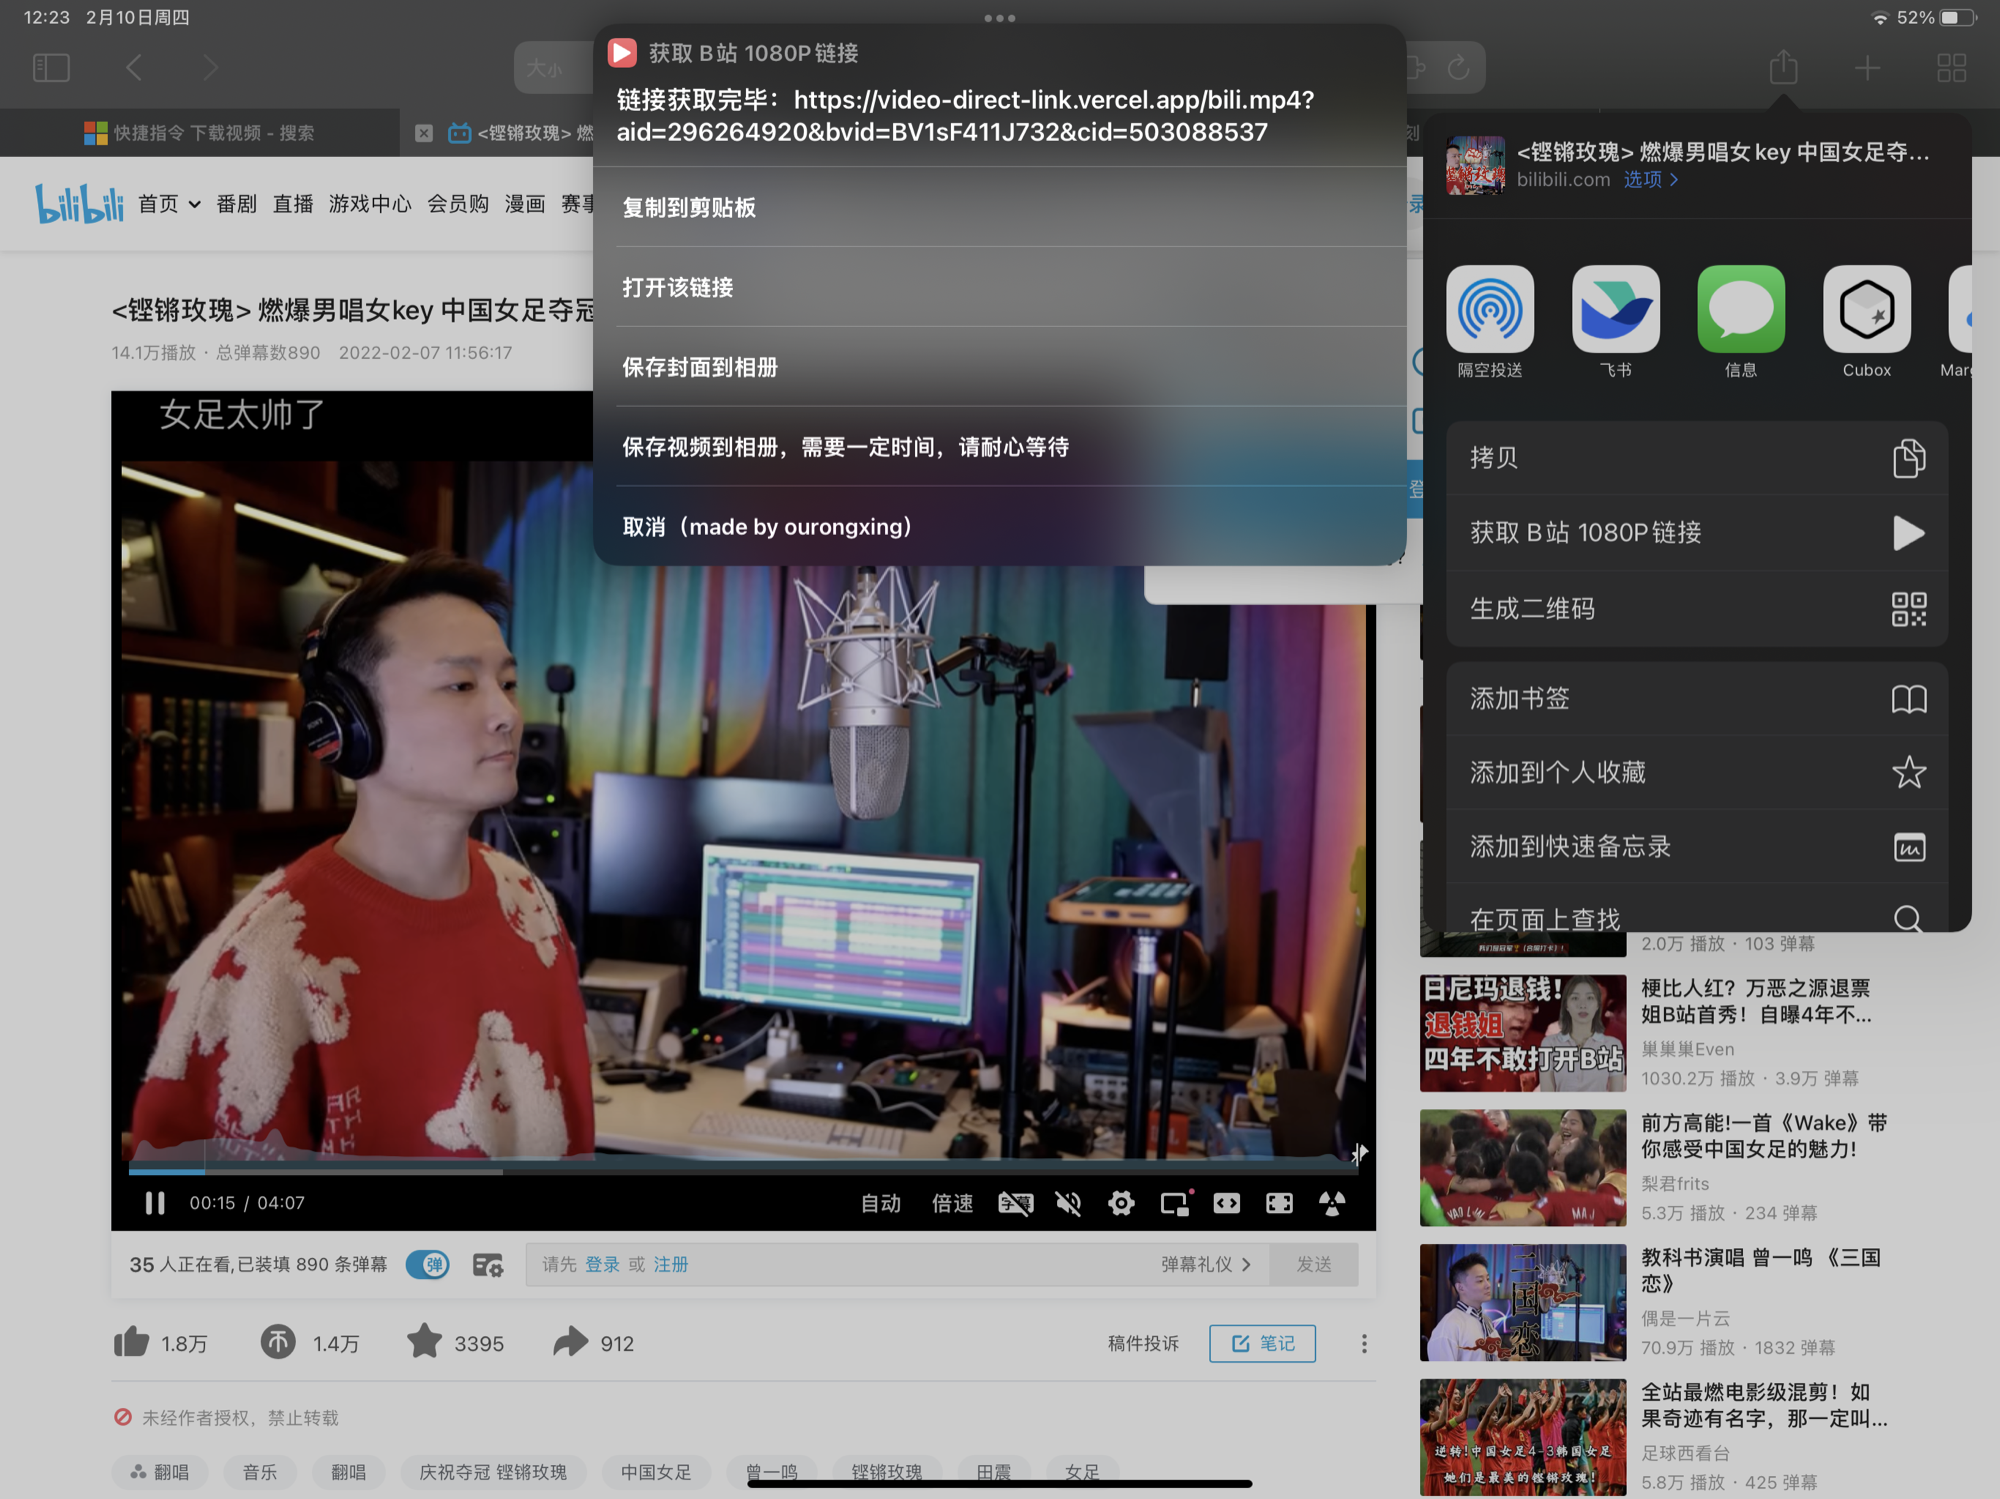 12:23 2月10日周四
52%
大小
获取 B站 1080P链接
链接获取完毕：https://video-direct-link.vercel.app/bili.mp4?
aid=296264920&bvid=BV1sF411J732&cid=503088537
复制到剪贴板
打开该链接
保存封面到相册
保存视频到相册，需要一定时间，请耐心等待
取消（made by ourongxing）
快捷指令 下载视频 - 搜索
<铿锵玫瑰> 燃
刻
bilibili
首页 番剧 直播 游戏中心 会员购 漫画 赛事
<铿锵玫瑰> 燃爆男唱女key 中国女足夺冠
14.1万播放 · 总弹幕数890 2022-02-07 11:56:17
女足太帅了
SONY
00:15 / 04:07
自动 倍速 字幕
35 人正在看,已装填 890 条弹幕
弹
请先 登录 或 注册
弹幕礼仪 >
发送
1.8万 1.4万 3395 912
稿件投诉
笔记
未经作者授权，禁止转载
翻唱 音乐 翻唱 庆祝夺冠 铿锵玫瑰 中国女足 曾一鸣 铿锵玫瑰 田震 女足
<铿锵玫瑰> 燃爆男唱女key 中国女足夺…
bilibili.com 选项 >
隔空投送 飞书 信息 Cubox
拷贝
获取 B站 1080P链接
生成二维码
添加书签
添加到个人收藏
添加到快速备忘录
在页面上查找
2.0万 播放 · 103 弹幕
日尼玛退钱！
退钱姐
四年不敢打开B站
梗比人红？万恶之源退票
姐B站首秀！自曝4年不...
巢巢巢Even
1030.2万 播放 · 3.9万 弹幕
前方高能!一首《Wake》带
你感受中国女足的魅力!
梨君frits
5.3万 播放 · 234 弹幕
三国恋
教科书演唱 曾一鸣 《三国
恋》
偶是一片云
70.9万 播放 · 1832 弹幕
逆转!中国女足4-3韩国女足
她们是最美的铿锵玫瑰!
全站最燃电影级混剪！如
果奇迹有名字，那一定叫...
足球西看台
5.8万 播放 · 425 弹幕